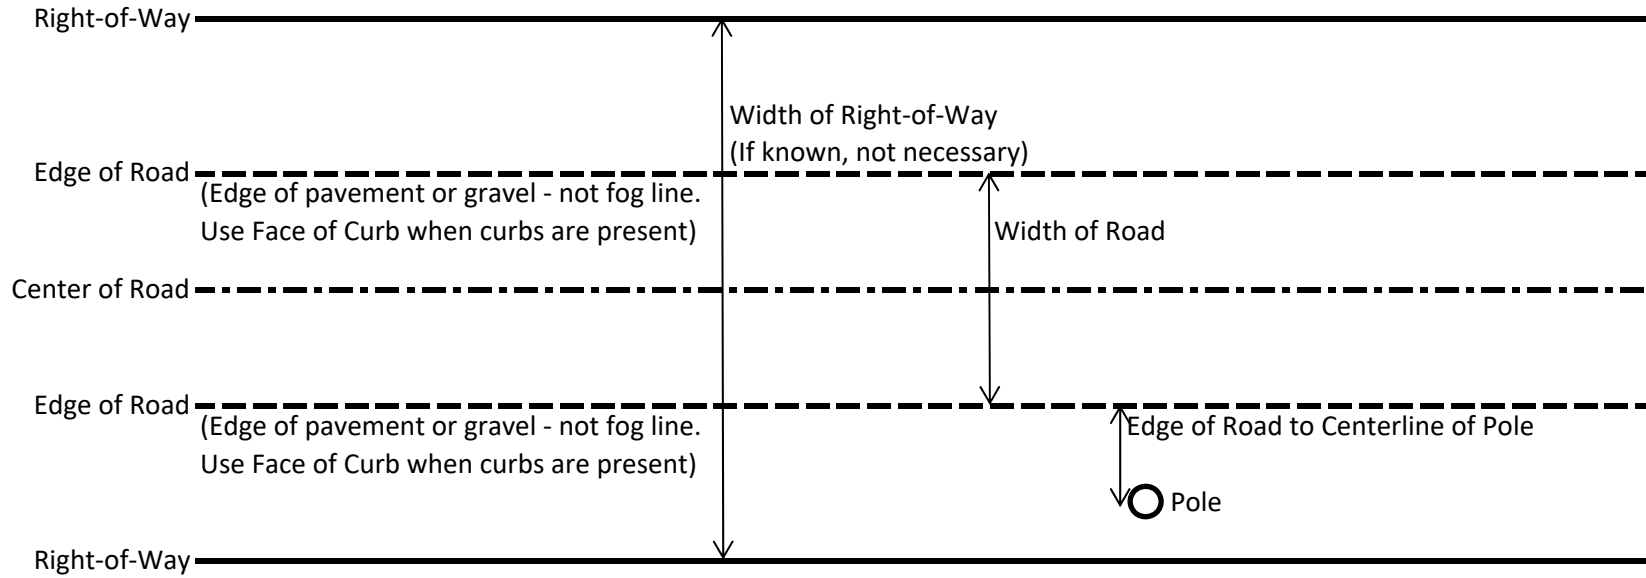 Right-of-Way
Width of Right-of-Way
(If known, not necessary)
Edge of Road
(Edge of pavement or gravel - not fog line.
Use Face of Curb when curbs are present)
Width of Road
Center of Road
Edge of Road
(Edge of pavement or gravel - not fog line.
Use Face of Curb when curbs are present)
Edge of Road to Centerline of Pole
Pole
Right-of-Way